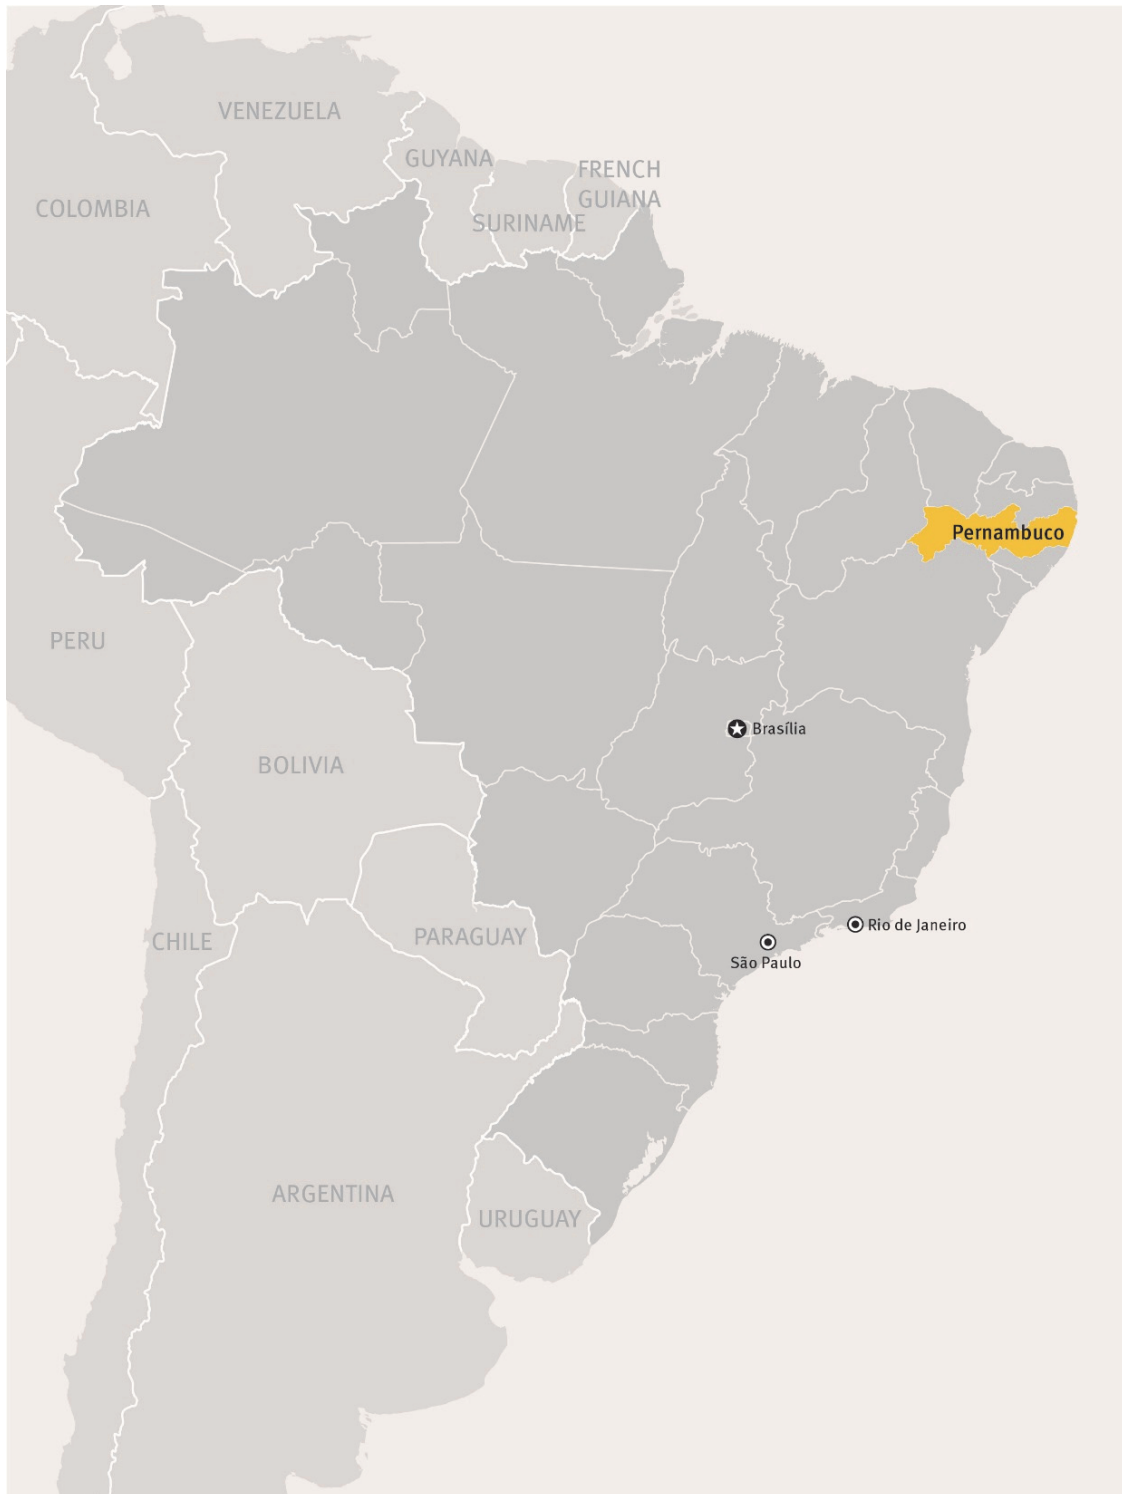 VENEZUELA
GUYANA
FRENCH
GUIANA
COLOMBIA
SURINAME
Pernambuco
PERU
Brasília
BOLIVIA
Rio de Janeiro
PARAGUAY
CHILE
São Paulo
ARGENTINA
URUGUAY